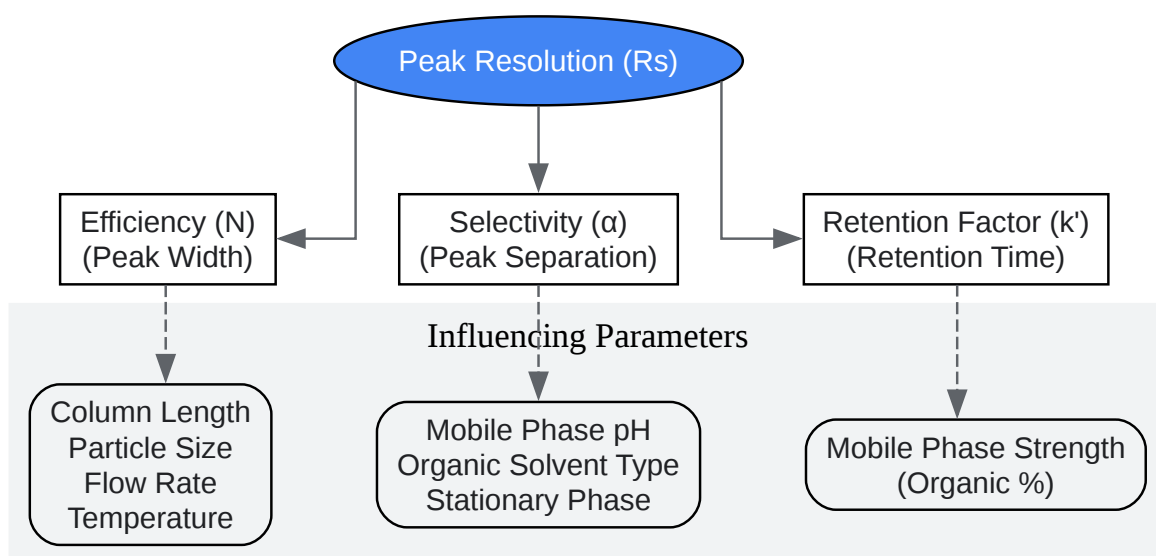 Peak Resolution (Rs)
Efficiency (N)
(Peak Width)
Selectivity (α)
(Peak Separation)
Retention Factor (k')
(Retention Time)
Influencing Parameters
Column Length
Particle Size
Flow Rate
Temperature
Mobile Phase pH
Organic Solvent Type
Stationary Phase
Mobile Phase Strength
(Organic %)